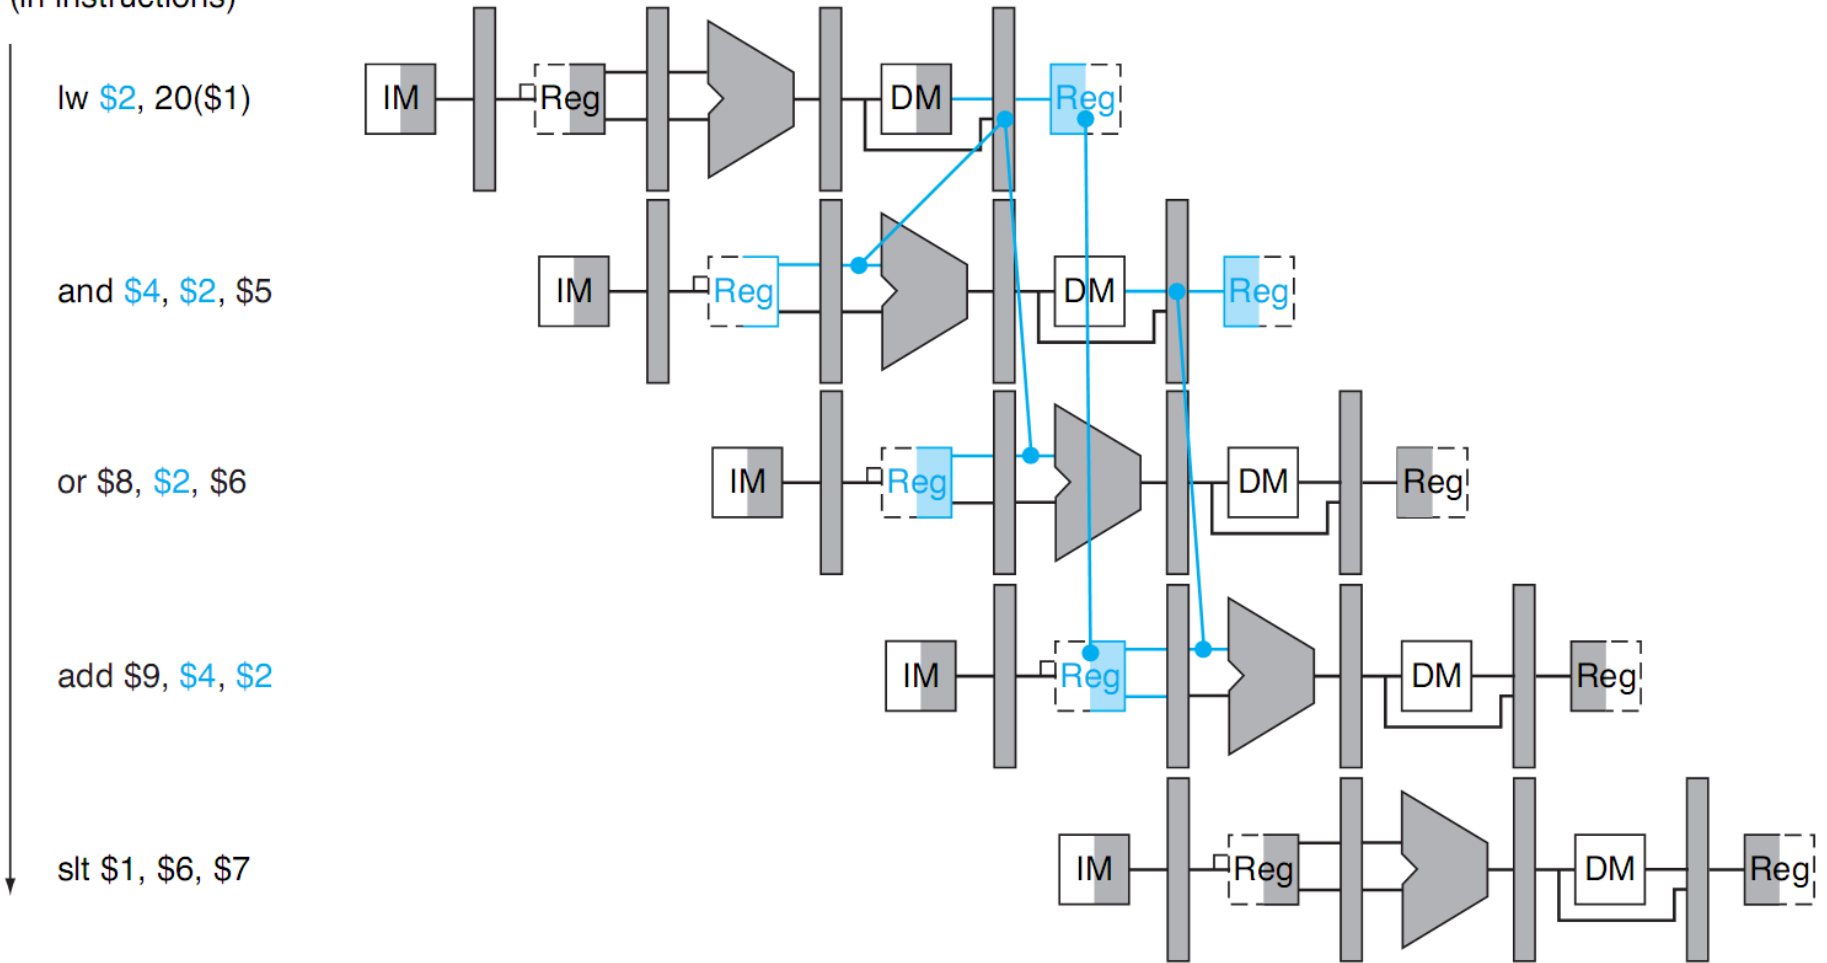 (in instructions)
lw $2, 20($1) IM Reg DM Reg
and $4, $2, $5 IM Reg DM Reg
or $8, $2, $6 IM Reg DM Reg
add $9, $4, $2 IM Reg DM Reg
slt $1, $6, $7 IM Reg DM Reg